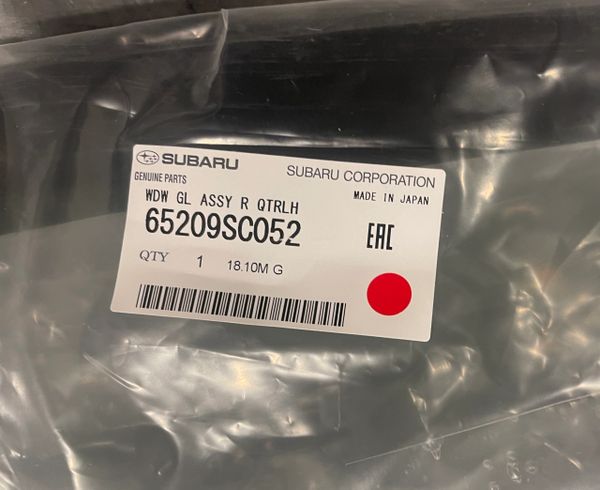 SUBARU SUBARU CORPORATION
GENUINE PARTS MADE IN JAPAN
WDW GL ASSY R QTRLH
65209SC052 EAC
QTY 1 18.10M G